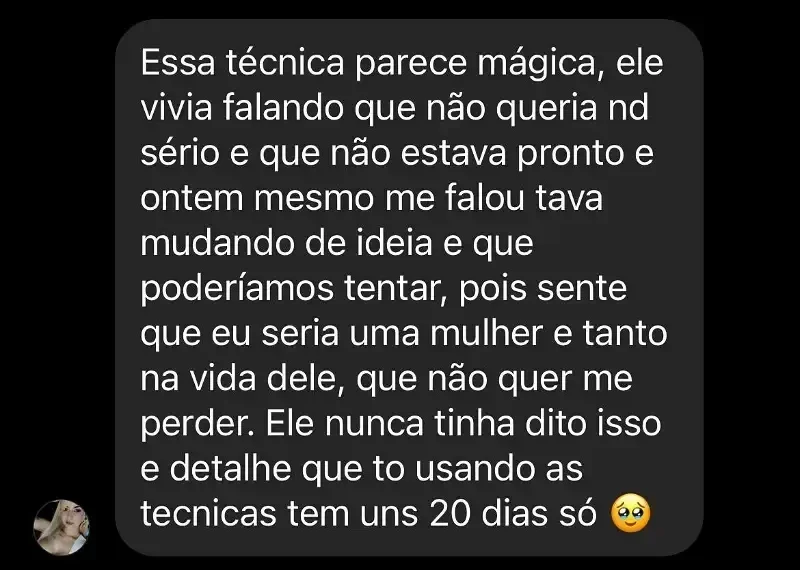 Essa técnica parece mágica, ele
vivia falando que não queria nd
sério e que não estava pronto e
ontem mesmo me falou tava
mudando de ideia e que
poderíamos tentar, pois sente
que eu seria uma mulher e tanto
na vida dele, que não quer me
perder. Ele nunca tinha dito isso
e detalhe que to usando as
tecnicas tem uns 20 dias só 🥹